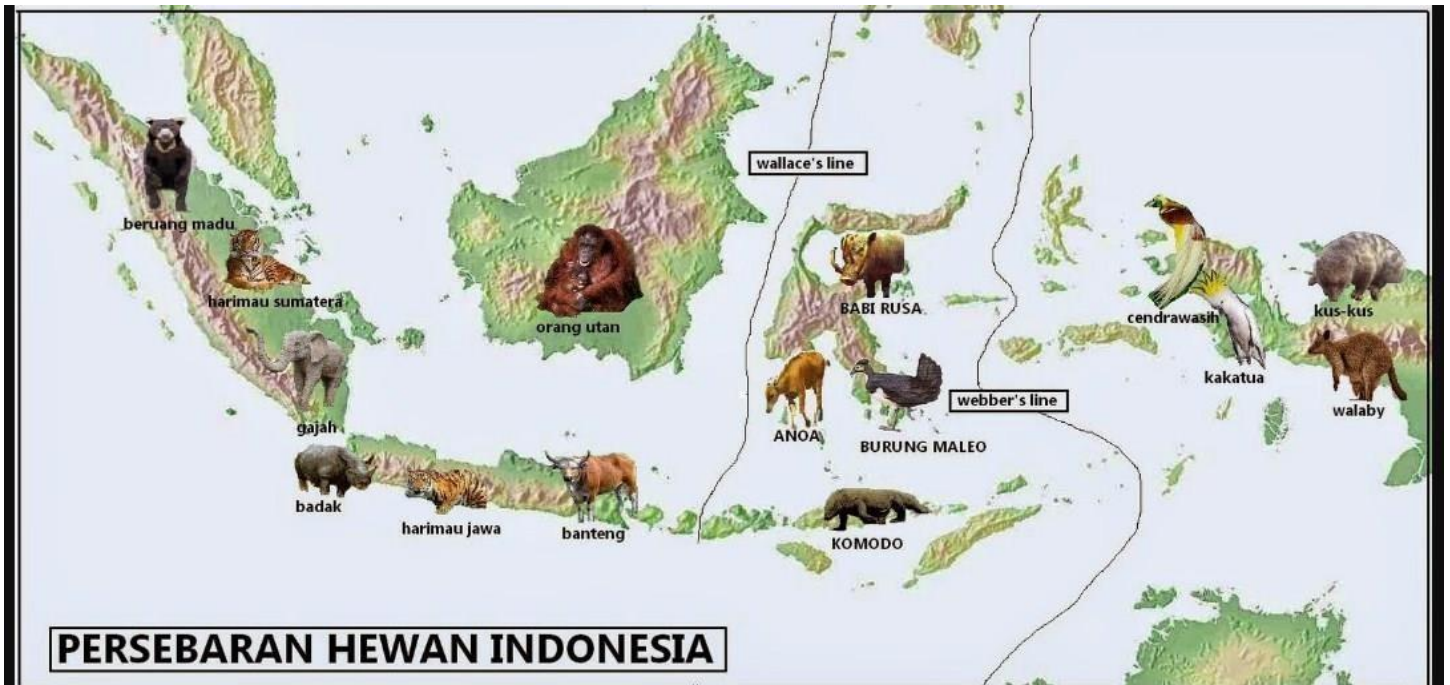 wallace's line
beruang madu
harimau sumatera
orang utan
BABI RUSA
cendrawasih
kus-kus
kakatua
walaby
webber's line
gajah
ANOA
BURUNG MALEO
badak
harimau jawa
banteng
KOMODO
PERSEBARAN HEWAN INDONESIA